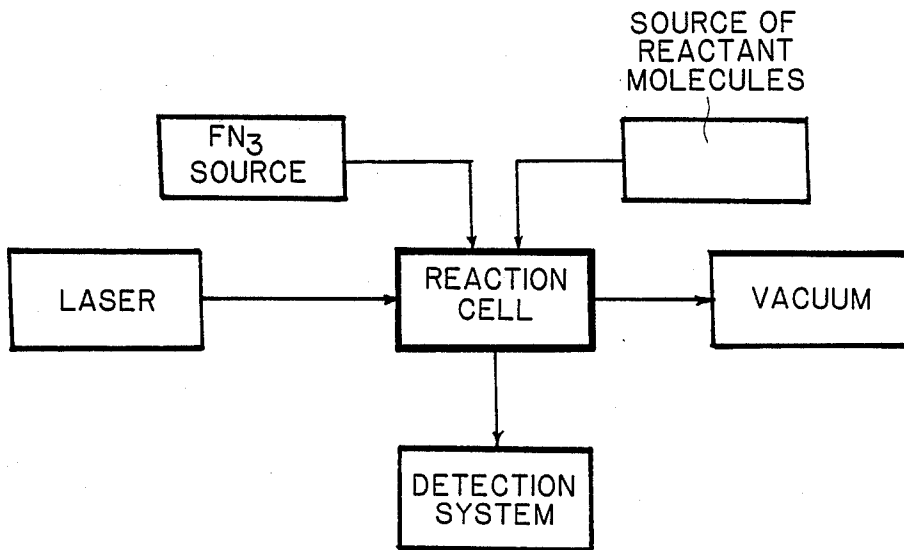 SOURCE OF
REACTANT
MOLECULES
FN3
SOURCE
LASER
REACTION
CELL
VACUUM
DETECTION
SYSTEM